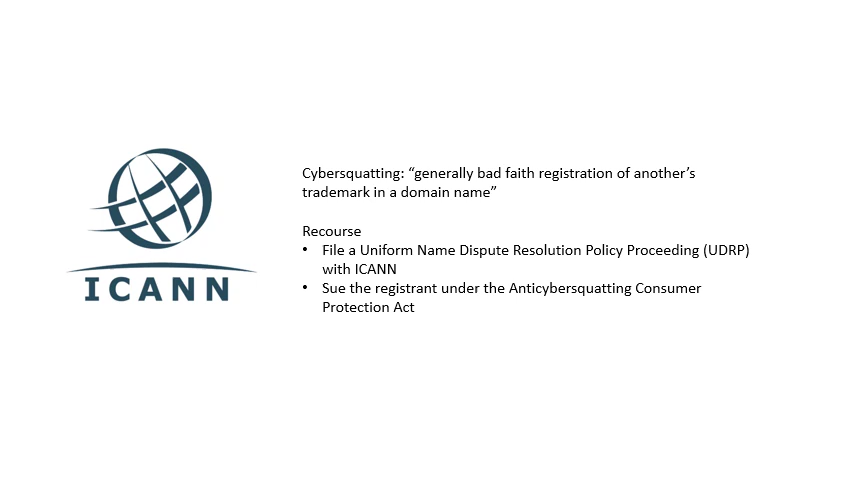 ICANN
Cybersquatting: “generally bad faith registration of another’s
trademark in a domain name”
Recourse
• File a Uniform Name Dispute Resolution Policy Proceeding (UDRP)
with ICANN
• Sue the registrant under the Anticybersquatting Consumer
Protection Act